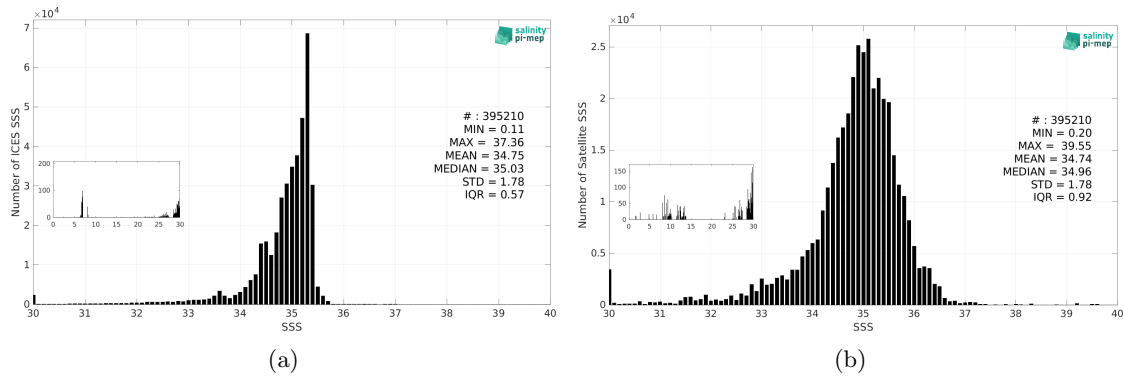 ×10⁴
7
6
5
4
3
2
1
0
Number of ICES SSS
salinity
pi-mep
# : 395210
MIN = 0.11
MAX = 37.36
MEAN = 34.75
MEDIAN = 35.03
STD = 1.78
IQR = 0.57
200
100
0
0 5 10 15 20 25 30
30 31 32 33 34 35 36 37 38 39 40
SSS
(a)
×10⁴
2.5
2
1.5
1
0.5
0
Number of Satellite SSS
salinity
pi-mep
# : 395210
MIN = 0.20
MAX = 39.55
MEAN = 34.74
MEDIAN = 34.96
STD = 1.78
IQR = 0.92
150
100
50
0
0 5 10 15 20 25 30
30 31 32 33 34 35 36 37 38 39 40
SSS
(b)